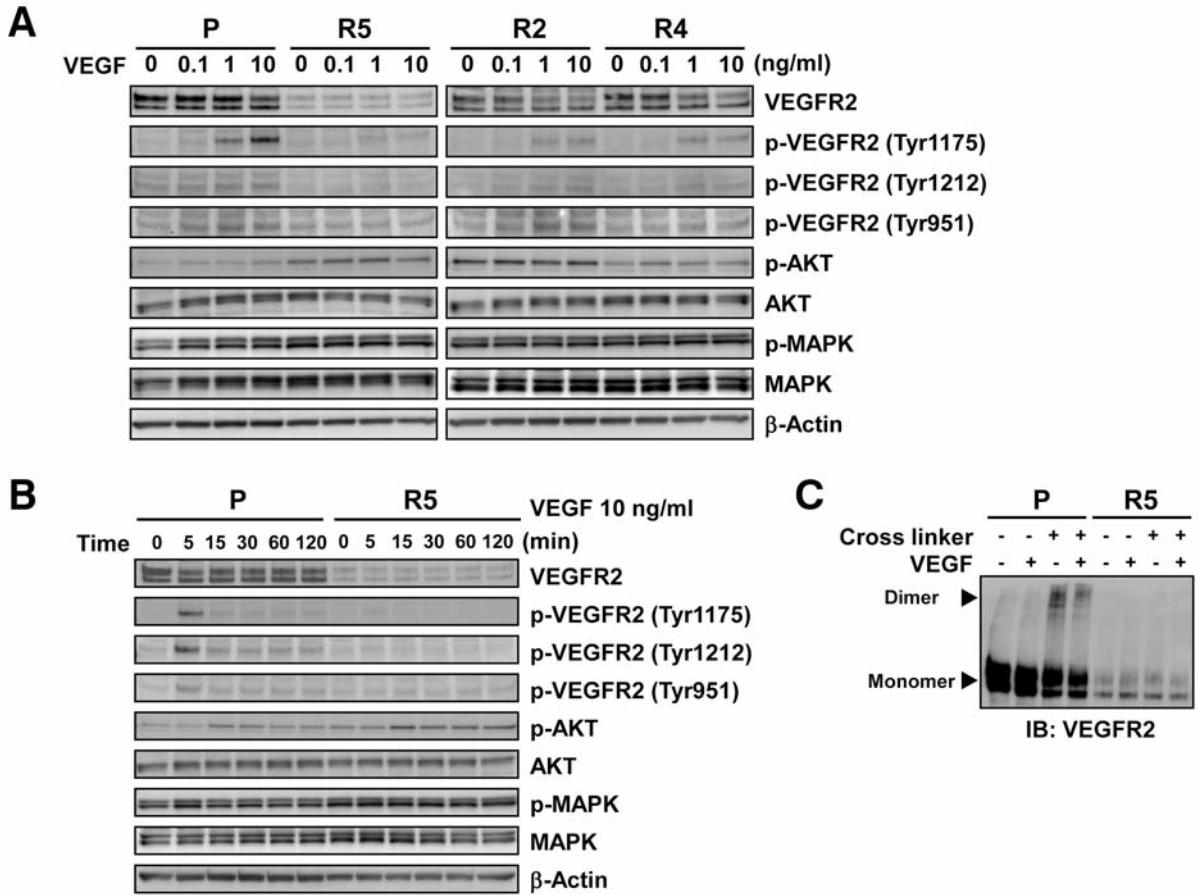 A
P R5 R2 R4
VEGF 0 0.1 1 10 0 0.1 1 10 0 0.1 1 10 0 0.1 1 10 (ng/ml)
VEGFR2
p-VEGFR2 (Tyr1175)
p-VEGFR2 (Tyr1212)
p-VEGFR2 (Tyr951)
p-AKT
AKT
p-MAPK
MAPK
β-Actin
B
P R5 VEGF 10 ng/ml
Time 0 5 15 30 60 120 0 5 15 30 60 120 (min)
VEGFR2
p-VEGFR2 (Tyr1175)
p-VEGFR2 (Tyr1212)
p-VEGFR2 (Tyr951)
p-AKT
AKT
p-MAPK
MAPK
β-Actin
C
P R5
Cross linker - - + + - - + +
VEGF - + - + - + - +
Dimer
Monomer
IB: VEGFR2